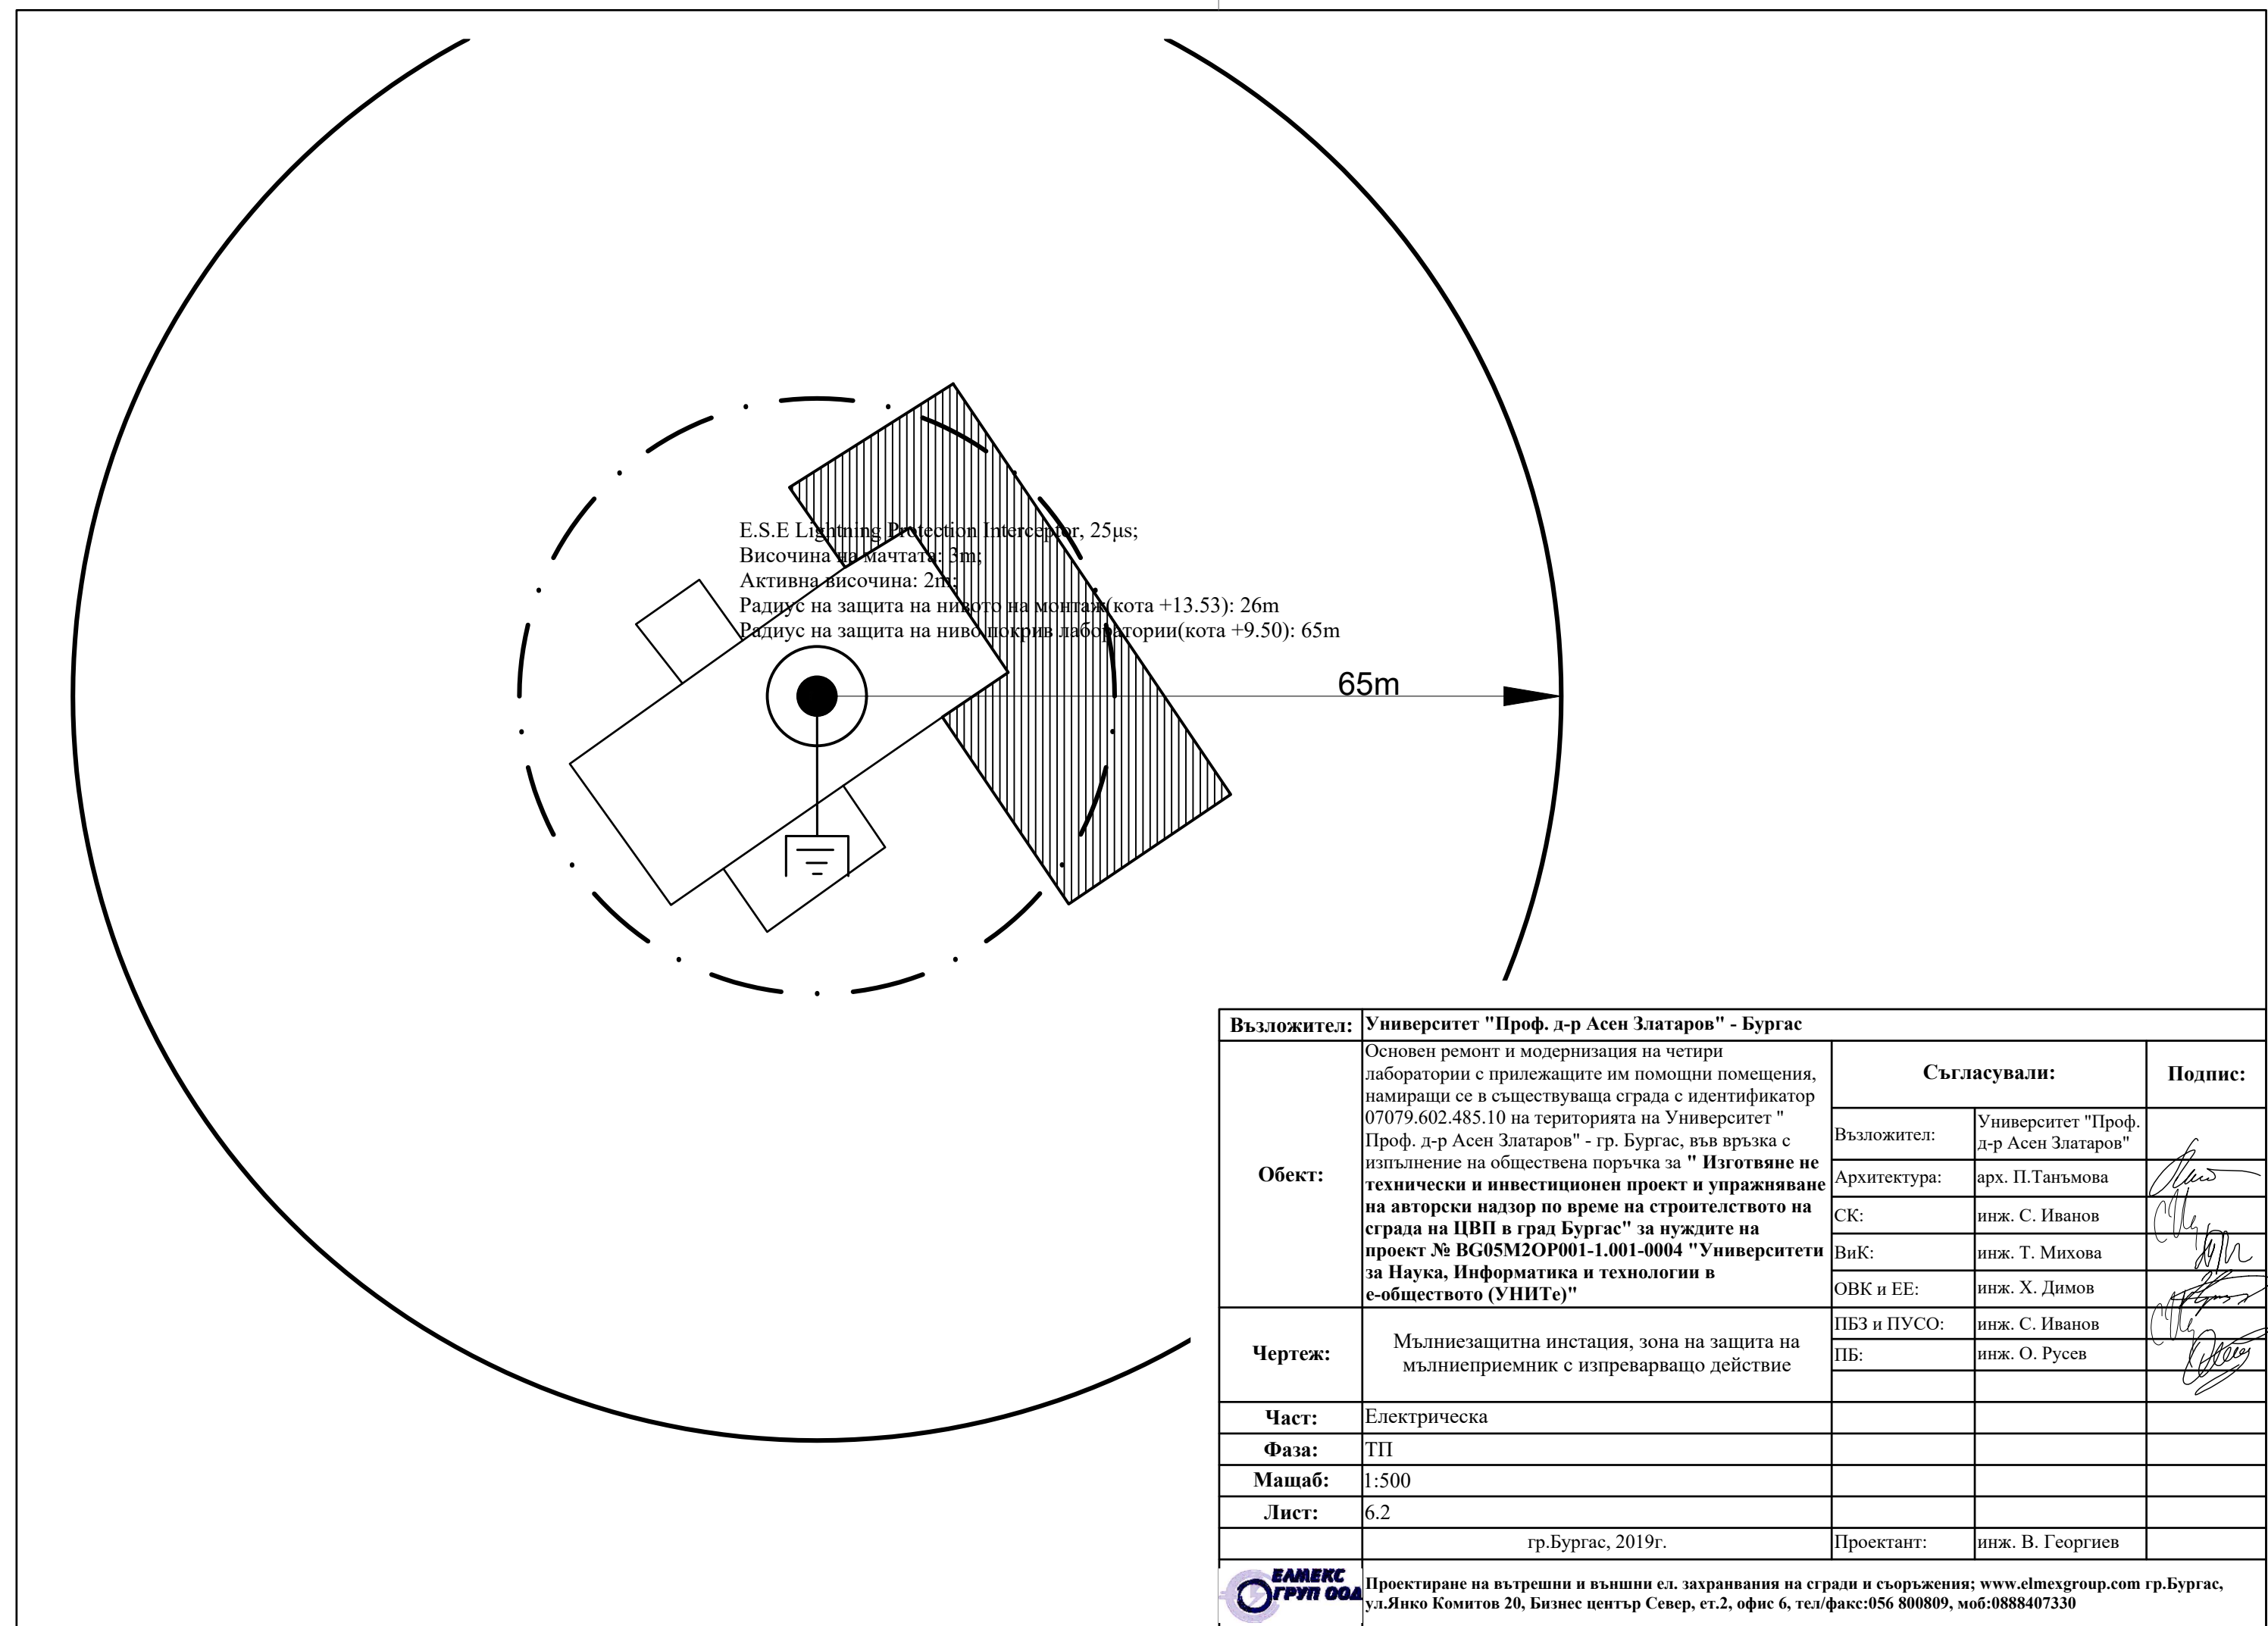 E.S.E Lightning Protection Interceptor, 25μs;
Височина на мачтата: 3m;
Активна височина: 2m;
Радиус на защита на нивото на монтаж(кота +13.53): 26m
Радиус на защита на ниво покрив лаборатории(кота +9.50): 65m
65m
Възложител: Университет "Проф. д-р Асен Златаров" - Бургас
Обект:
Основен ремонт и модернизация на четири
лаборатории с прилежащите им помощни помещения,
намиращи се в съществуваща сграда с идентификатор
07079.602.485.10 на територията на Университет "
Проф. д-р Асен Златаров" - гр. Бургас, във връзка с
изпълнение на обществена поръчка за " Изготвяне не
технически и инвестиционен проект и упражняване
на авторски надзор по време на строителството на
сграда на ЦВП в град Бургас" за нуждите на
проект № BG05M2OP001-1.001-0004 "Университети
за Наука, Информатика и технологии в
е-обществото (УНИТе)"
Съгласували: Подпис:
Възложител: Университет "Проф.
д-р Асен Златаров"
Архитектура: арх. П.Танъмова
СК: инж. С. Иванов
ВиК: инж. Т. Михова
ОВК и ЕЕ: инж. Х. Димов
ПБЗ и ПУСО: инж. С. Иванов
ПБ: инж. О. Русев
Чертеж:
Мълниезащитна инстация, зона на защита на
мълниеприемник с изпреварващо действие
Част: Електрическа
Фаза: ТП
Мащаб: 1:500
Лист: 6.2
гр.Бургас, 2019г. Проектант: инж. В. Георгиев
ЕЛМЕКС
ГРУП ООД
Проектиране на вътрешни и външни ел. захранвания на сгради и съоръжения; www.elmexgroup.com гр.Бургас,
ул.Янко Комитов 20, Бизнес център Север, ет.2, офис 6, тел/факс:056 800809, моб:0888407330